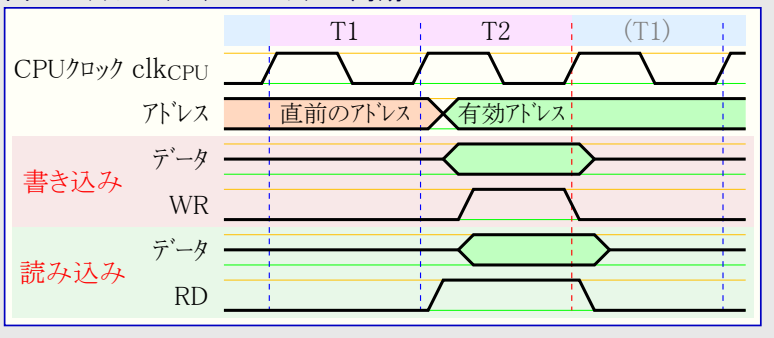 T1 T2 (T1)
CPUクロック clkCPU
アドレス 直前のアドレス 有効アドレス
データ
書き込み
WR
データ
読み込み
RD